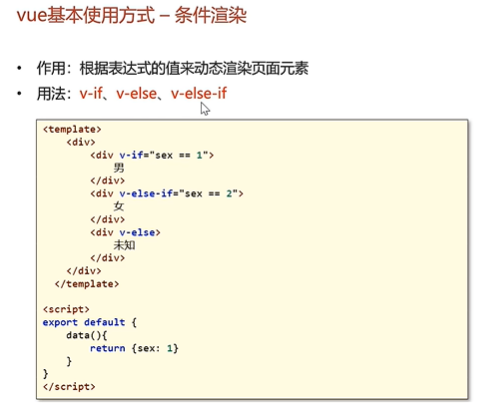 vue基本使用方式 – 条件渲染
• 作用：根据表达式的值来动态渲染页面元素
• 用法：v-if、v-else、v-else-if
<template>
    <div>
        <div v-if="sex == 1">
            男
        </div>
        <div v-else-if="sex == 2">
            女
        </div>
        <div v-else>
            未知
        </div>
    </div>
  </template>

<script>
export default {
    data(){
        return {sex: 1}
    }
}
</script>